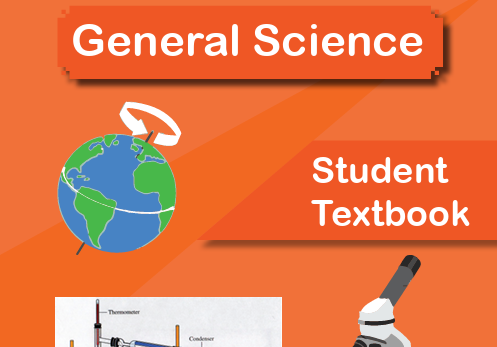 General Science
Student
Textbook
Thermometer
Condenser